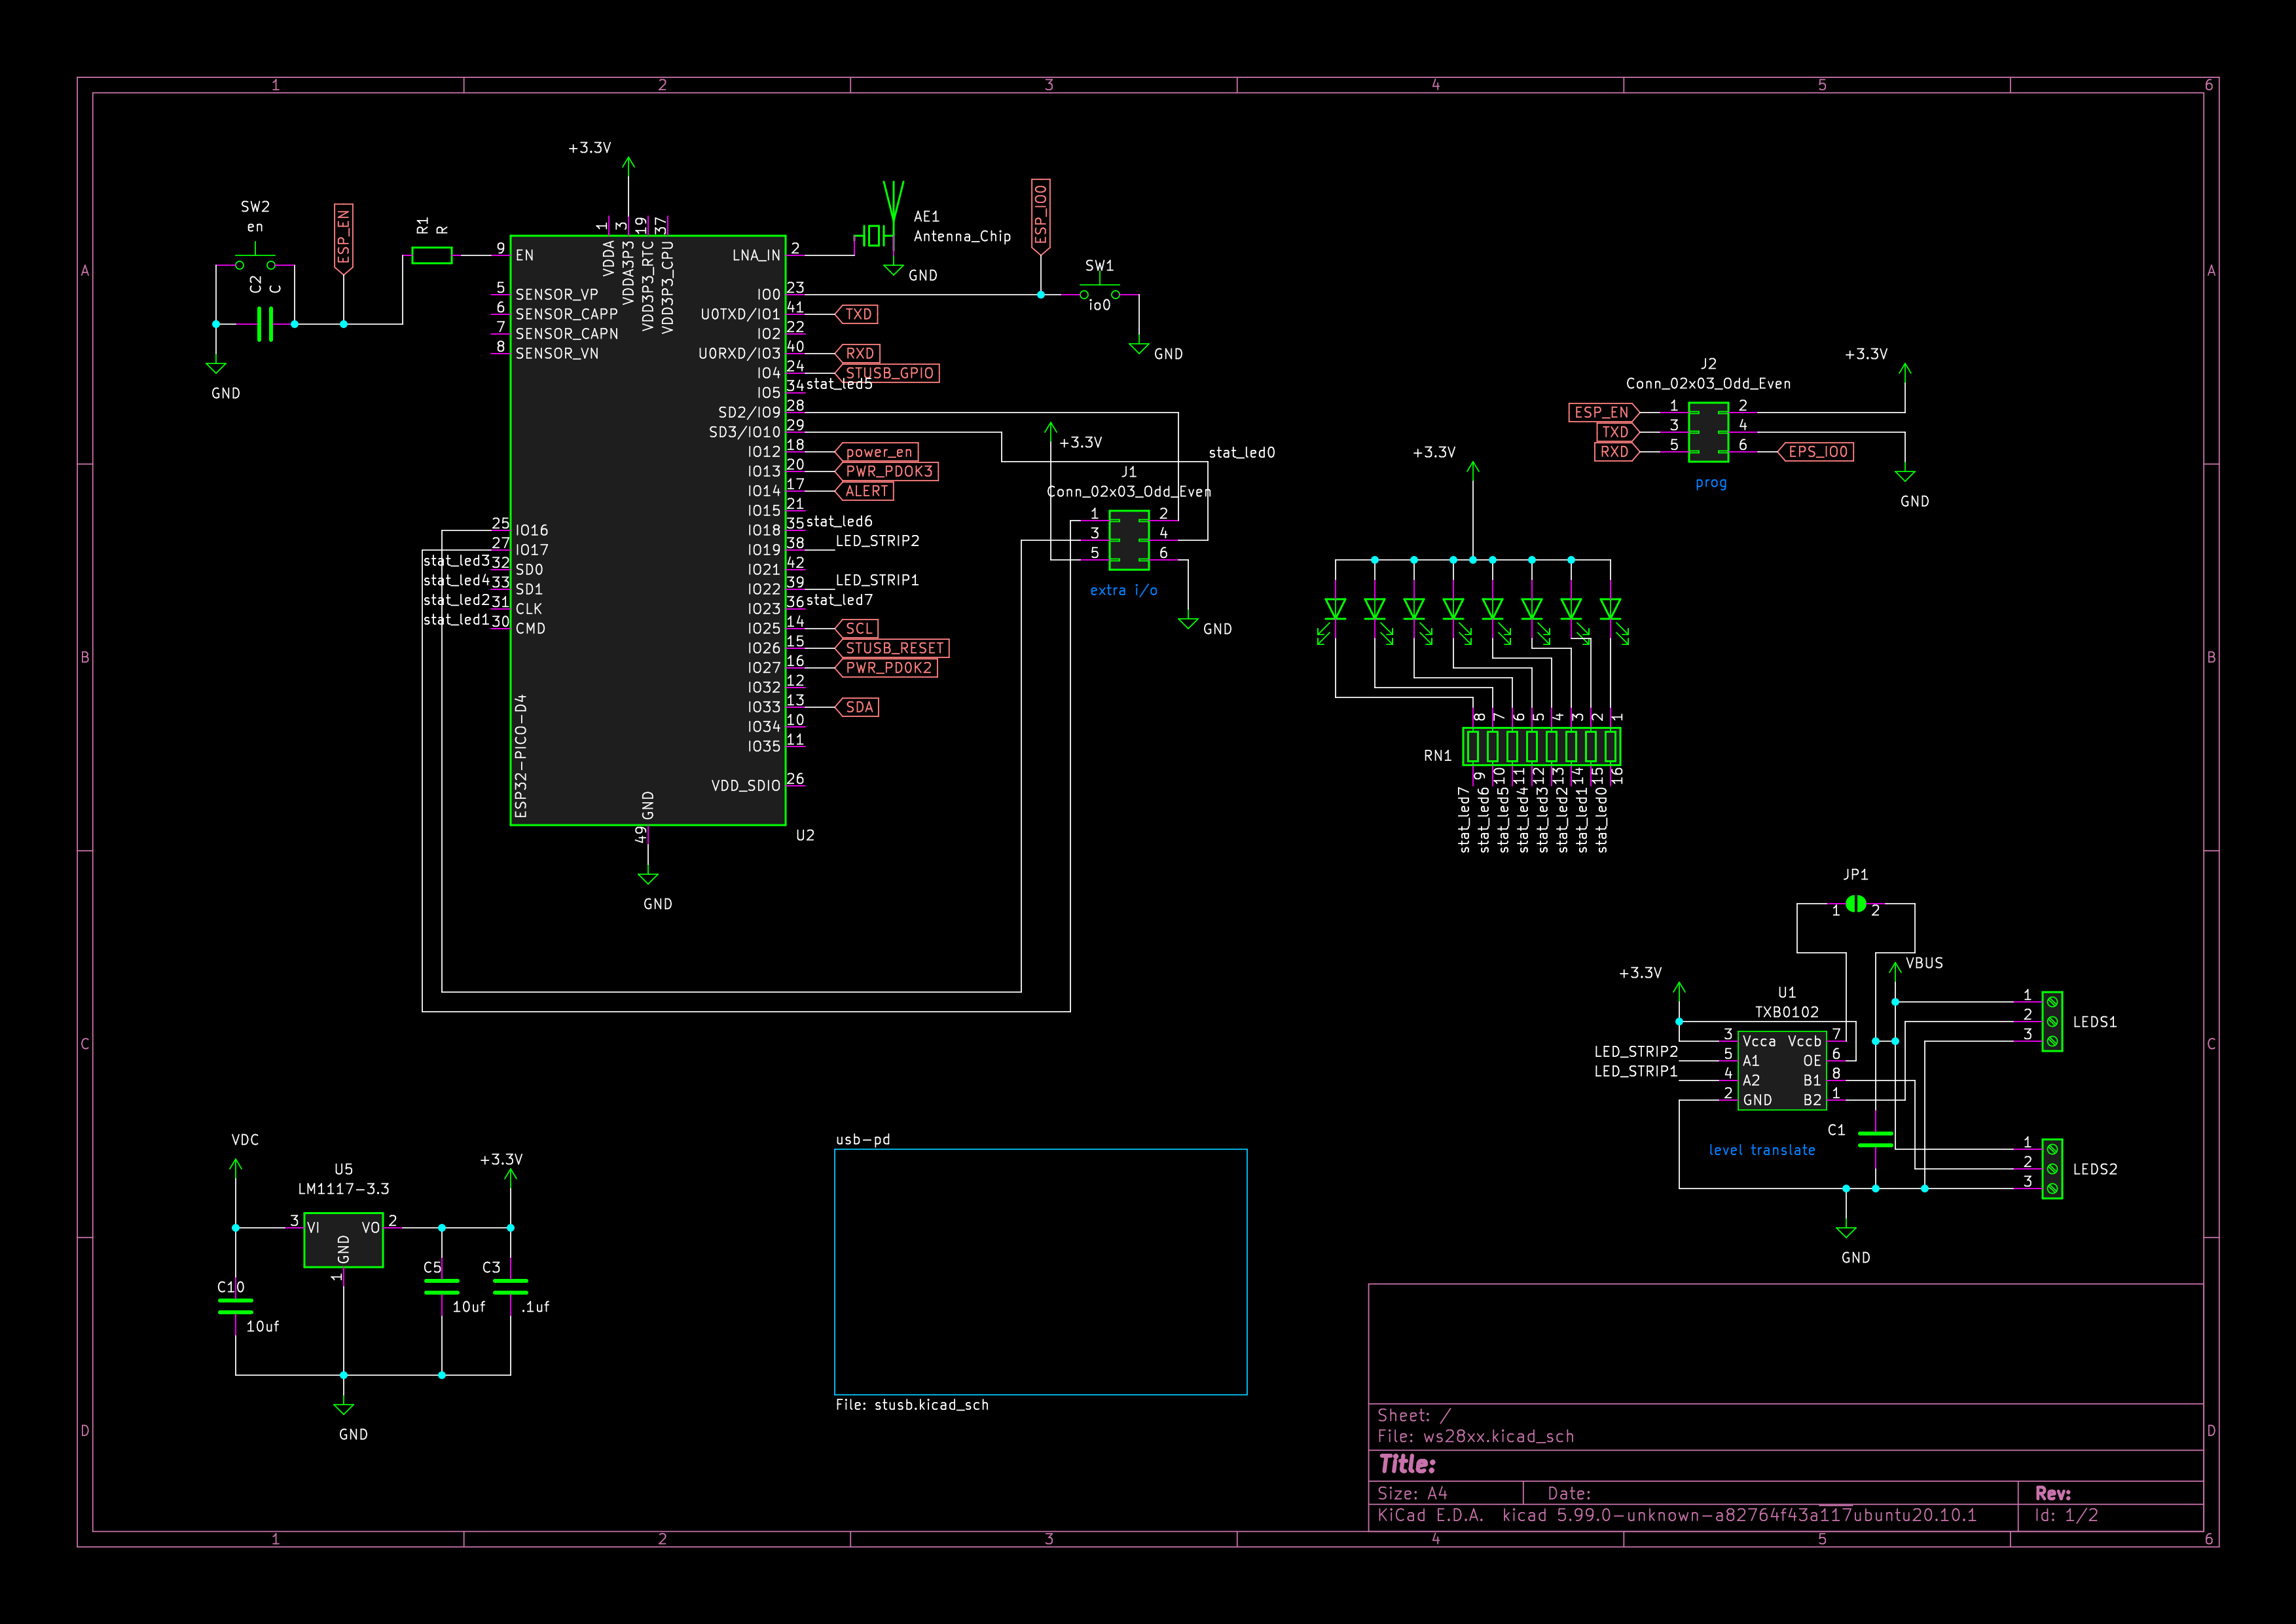 1 2 3 4 5 6
A A
B B
C C
D D
1 2 3 4 5 6
SW2
en
C2
C
GND
ESP_EN
R1
R
+3.3V
1 VDDA
3 VDDA3P3
19 VDD3P3_RTC
37 VDD3P3_CPU
9 EN
5 SENSOR_VP
6 SENSOR_CAPP
7 SENSOR_CAPN
8 SENSOR_VN
25 IO16
27 IO17
stat_led3 32 SD0
stat_led4 33 SD1
stat_led2 31 CLK
stat_led1 30 CMD
ESP32-PICO-D4
GND
49
GND
U2
LNA_IN 2
IO0 23
U0TXD/IO1 41 TXD
IO2 22
U0RXD/IO3 40 RXD
IO4 24 STUSB_GPIO
IO5 34 stat_led5
SD2/IO9 28
SD3/IO10 29
IO12 18 power_en
IO13 20 PWR_PDOK3
IO14 17 ALERT
IO15 21
IO18 35 stat_led6
IO19 38 LED_STRIP2
IO21 42
IO22 39 LED_STRIP1
IO23 36 stat_led7
IO25 14 SCL
IO26 15 STUSB_RESET
IO27 16 PWR_PDOK2
IO32 12
IO33 13 SDA
IO34 10
IO35 11
VDD_SDIO 26
AE1
Antenna_Chip
GND
ESP_IO0
SW1
io0
GND
+3.3V
stat_led0
J1
Conn_02x03_Odd_Even
1 2
3 4
5 6
extra i/o
GND
J2
Conn_02x03_Odd_Even
+3.3V
ESP_EN 1 2
TXD 3 4
RXD 5 6 EPS_IO0
prog
GND
+3.3V
8 7 6 5 4 3 2 1
RN1
9 10 11 12 13 14 15 16
stat_led7
stat_led6
stat_led5
stat_led4
stat_led3
stat_led2
stat_led1
stat_led0
JP1
1 2
VBUS
+3.3V
U1
TXB0102
3 Vcca Vccb 7
LED_STRIP2 5 A1 OE 6
LED_STRIP1 4 A2 B1 8
2 GND B2 1
C1
level translate
GND
1
2
3
LEDS1
1
2
3
LEDS2
VDC
U5
LM1117-3.3
3 VI VO 2
GND
1
+3.3V
C10
10uf
C5
10uf
C3
.1uf
GND
usb-pd
File: stusb.kicad_sch
Sheet: /
File: ws28xx.kicad_sch
Title:
Size: A4 Date: Rev:
KiCad E.D.A. kicad 5.99.0-unknown-a82764f43a117ubuntu20.10.1 Id: 1/2